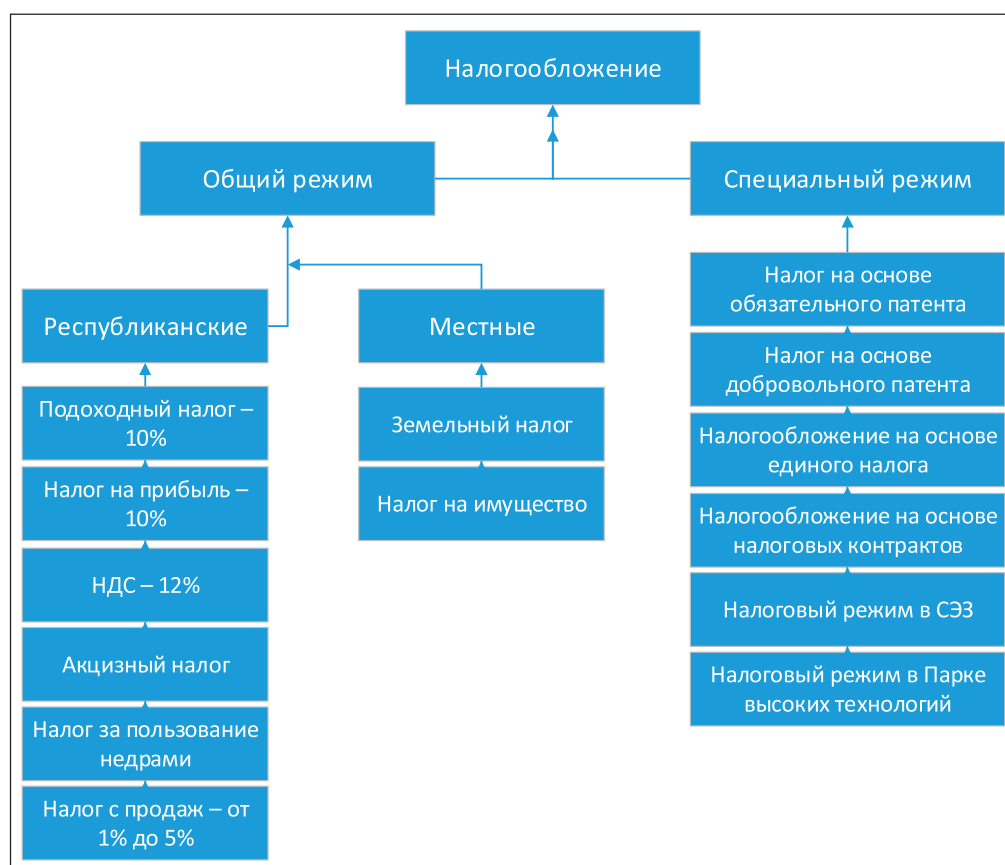 Налогообложение
Общий режим
Специальный режим
Республиканские
Местные
Подоходный налог –
10%
Налог на прибыль –
10%
НДС – 12%
Акцизный налог
Налог за пользование
недрами
Налог с продаж – от
1% до 5%
Земельный налог
Налог на имущество
Налог на основе
обязательного патента
Налог на основе
добровольного патента
Налогообложение на основе
единого налога
Налогообложение на основе
налоговых контрактов
Налоговый режим в СЭЗ
Налоговый режим в Парке
высоких технологий